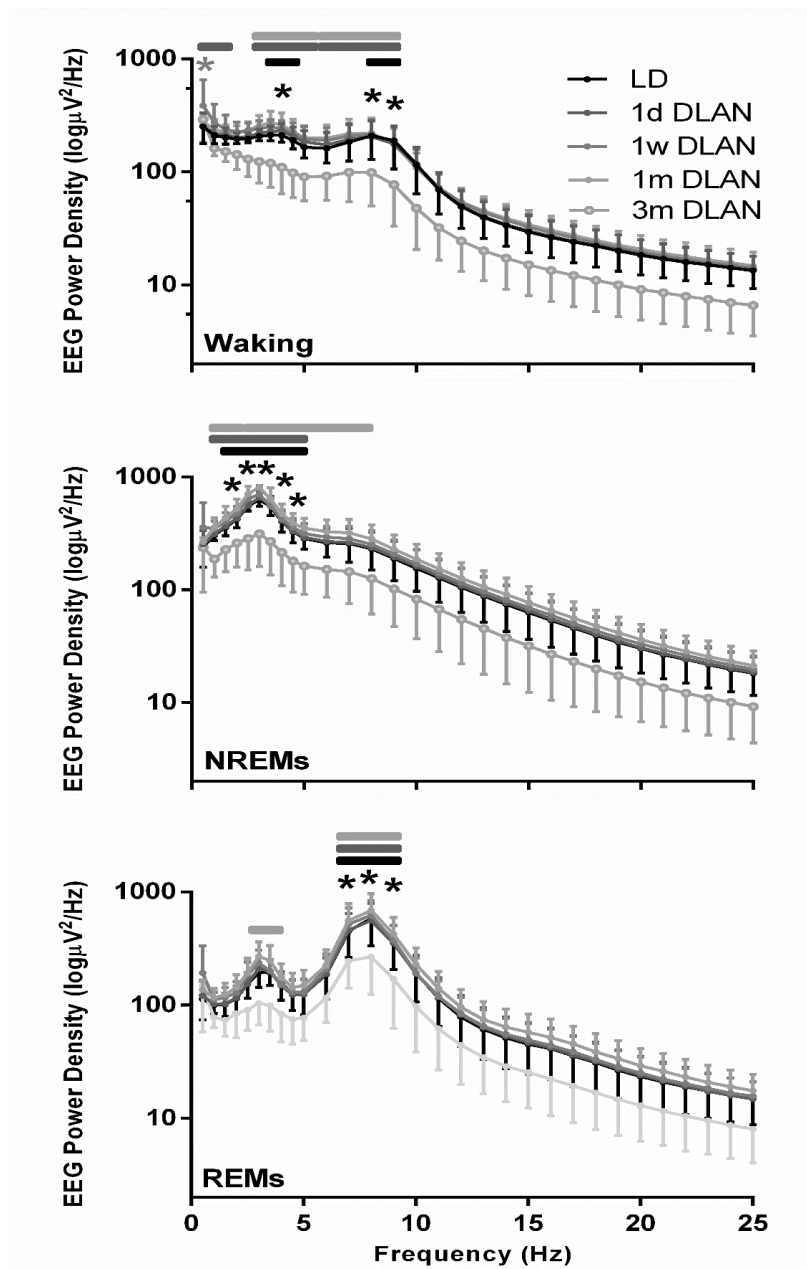 EEG Power Density (logμV²/Hz)
1000
100
10
*
*
* *
LD
1d DLAN
1w DLAN
1m DLAN
3m DLAN
Waking
EEG Power Density (logμV²/Hz)
1000
100
10
* * * * *
NREMs
EEG Power Density (logμV²/Hz)
1000
100
10
* * *
REMs
0 5 10 15 20 25
Frequency (Hz)